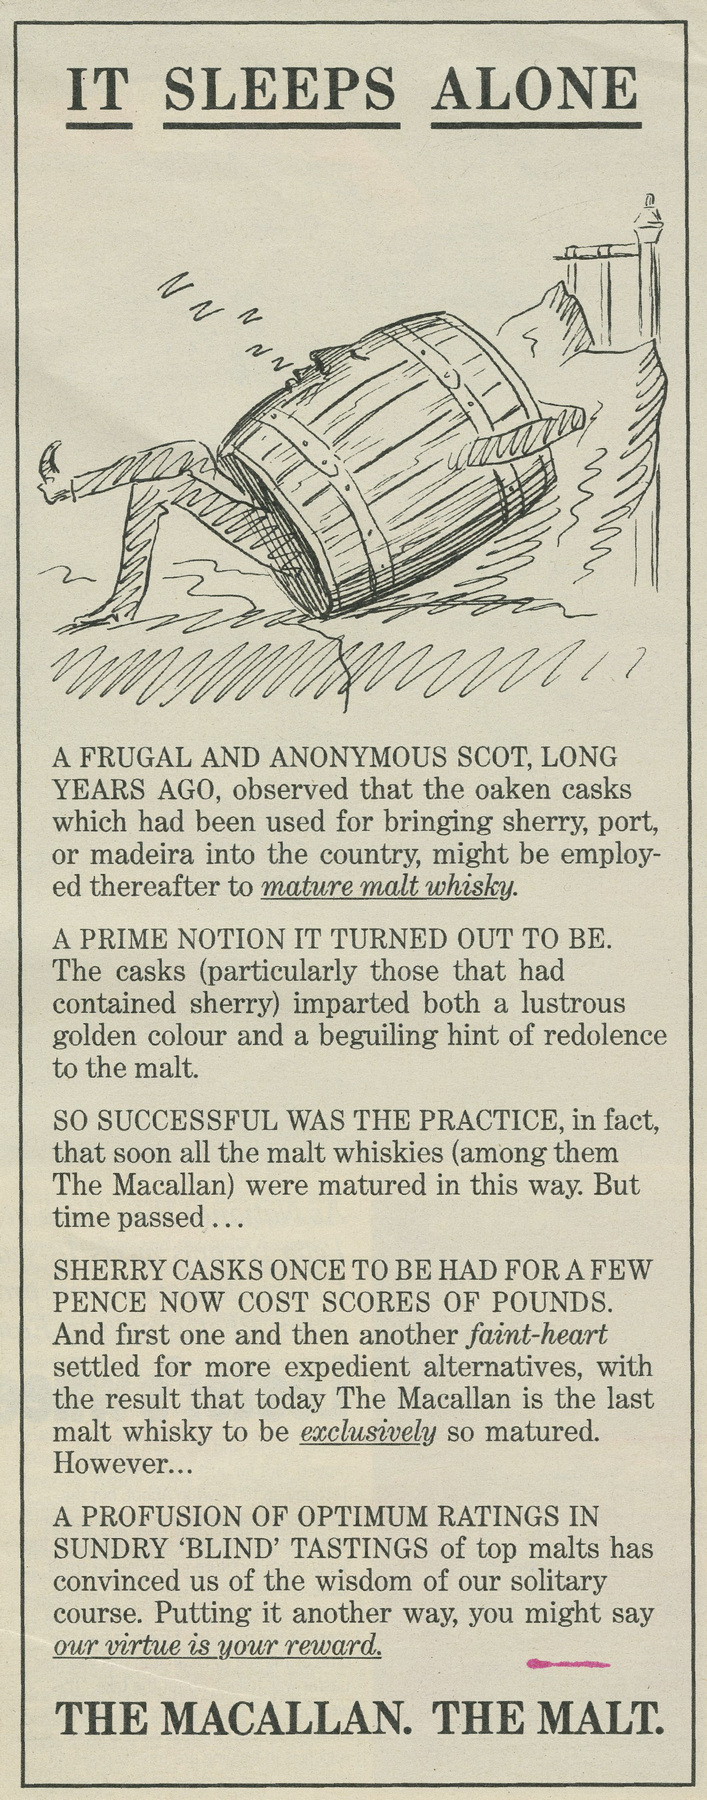 IT SLEEPS ALONE
Z Z Z Z Z Z
A FRUGAL AND ANONYMOUS SCOT, LONG
YEARS AGO, observed that the oaken casks
which had been used for bringing sherry, port,
or madeira into the country, might be employ-
ed thereafter to mature malt whisky.
A PRIME NOTION IT TURNED OUT TO BE.
The casks (particularly those that had
contained sherry) imparted both a lustrous
golden colour and a beguiling hint of redolence
to the malt.
SO SUCCESSFUL WAS THE PRACTICE, in fact,
that soon all the malt whiskies (among them
The Macallan) were matured in this way. But
time passed ...
SHERRY CASKS ONCE TO BE HAD FOR A FEW
PENCE NOW COST SCORES OF POUNDS.
And first one and then another faint-heart
settled for more expedient alternatives, with
the result that today The Macallan is the last
malt whisky to be exclusively so matured.
However...
A PROFUSION OF OPTIMUM RATINGS IN
SUNDRY ‘BLIND’ TASTINGS of top malts has
convinced us of the wisdom of our solitary
course. Putting it another way, you might say
our virtue is your reward.
THE MACALLAN. THE MALT.